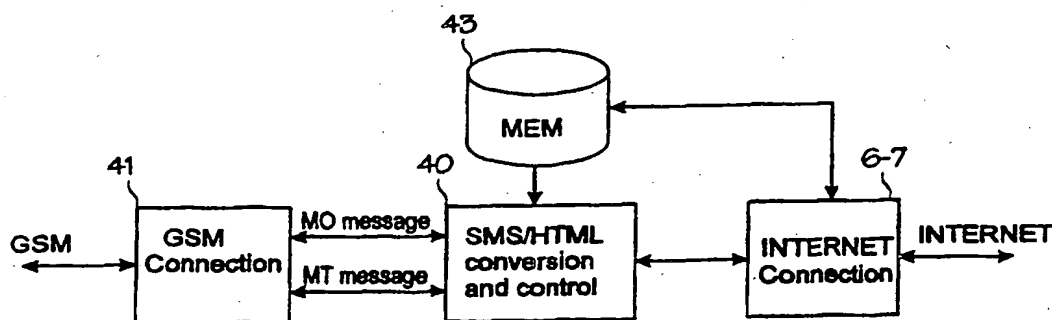 43
MEM
41
40
6-7
GSM
GSM
Connection
MO message
MT message
SMS/HTML
conversion
and control
INTERNET
Connection
INTERNET